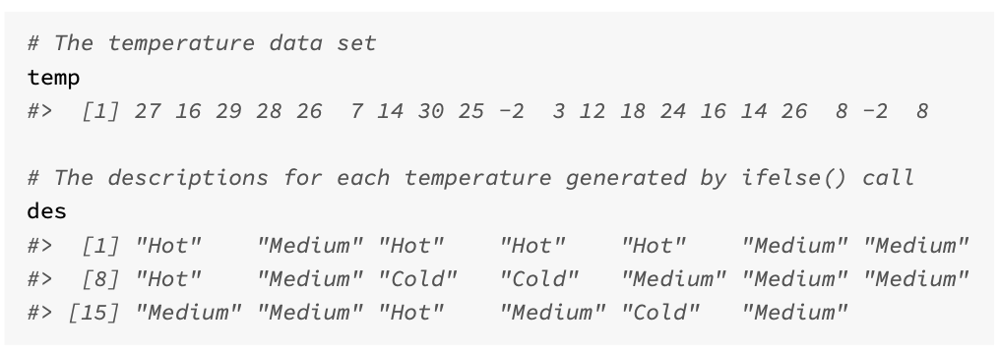 # The temperature data set
temp
#>  [1] 27 16 29 28 26  7 14 30 25 −2  3 12 18 24 16 14 26  8 −2  8
# The descriptions for each temperature generated by ifelse() call
des
#>  [1] "Hot"    "Medium" "Hot"    "Hot"    "Hot"    "Medium" "Medium"
#>  [8] "Hot"    "Medium" "Cold"   "Cold"   "Medium" "Medium" "Medium"
#> [15] "Medium" "Medium" "Hot"    "Medium" "Cold"   "Medium"